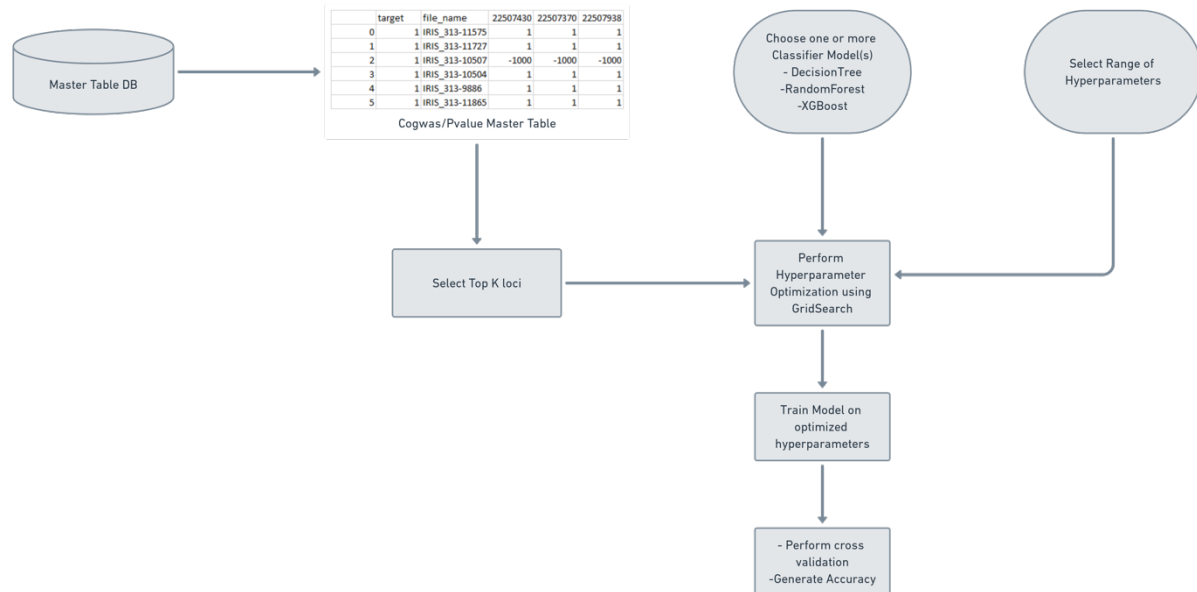 Master Table DB
target file_name 22507430 22507370 22507938
0 1 IRIS_313-11575 1 1 1
1 1 IRIS_313-11727 1 1 1
2 1 IRIS_313-10507 -1000 -1000 -1000
3 1 IRIS_313-10504 1 1 1
4 1 IRIS_313-9886 1 1 1
5 1 IRIS_313-11865 1 1 1
Cogwas/Pvalue Master Table
Choose one or more
Classifier Model(s)
- DecisionTree
-RandomForest
-XGBoost
Select Range of
Hyperparameters
Select Top K loci
Perform
Hyperparameter
Optimization using
GridSearch
Train Model on
optimized
hyperparameters
- Perform cross
validation
-Generate Accuracy